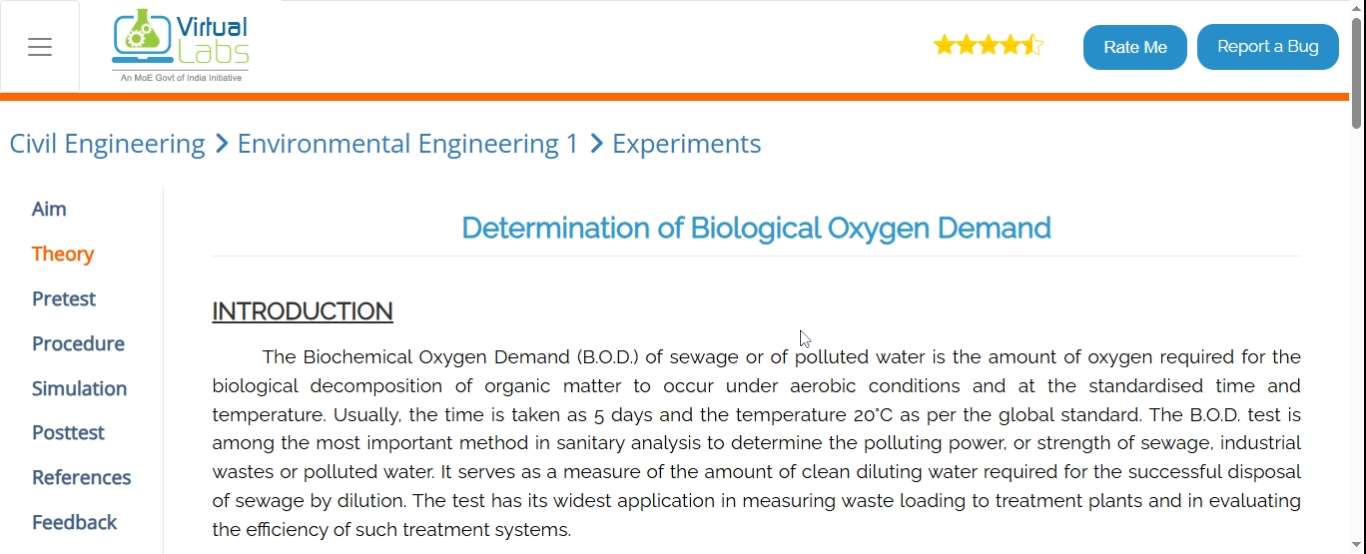 Virtual
Labs
An MoE Govt of India Initiative
Rate Me
Report a Bug
Civil Engineering > Environmental Engineering 1 > Experiments
Aim
Theory
Pretest
Procedure
Simulation
Posttest
References
Feedback
Determination of Biological Oxygen Demand
INTRODUCTION
The Biochemical Oxygen Demand (B.O.D.) of sewage or of polluted water is the amount of oxygen required for the
biological decomposition of organic matter to occur under aerobic conditions and at the standardised time and
temperature. Usually, the time is taken as 5 days and the temperature 20°C as per the global standard. The B.O.D. test is
among the most important method in sanitary analysis to determine the polluting power, or strength of sewage, industrial
wastes or polluted water. It serves as a measure of the amount of clean diluting water required for the successful disposal
of sewage by dilution. The test has its widest application in measuring waste loading to treatment plants and in evaluating
the efficiency of such treatment systems.